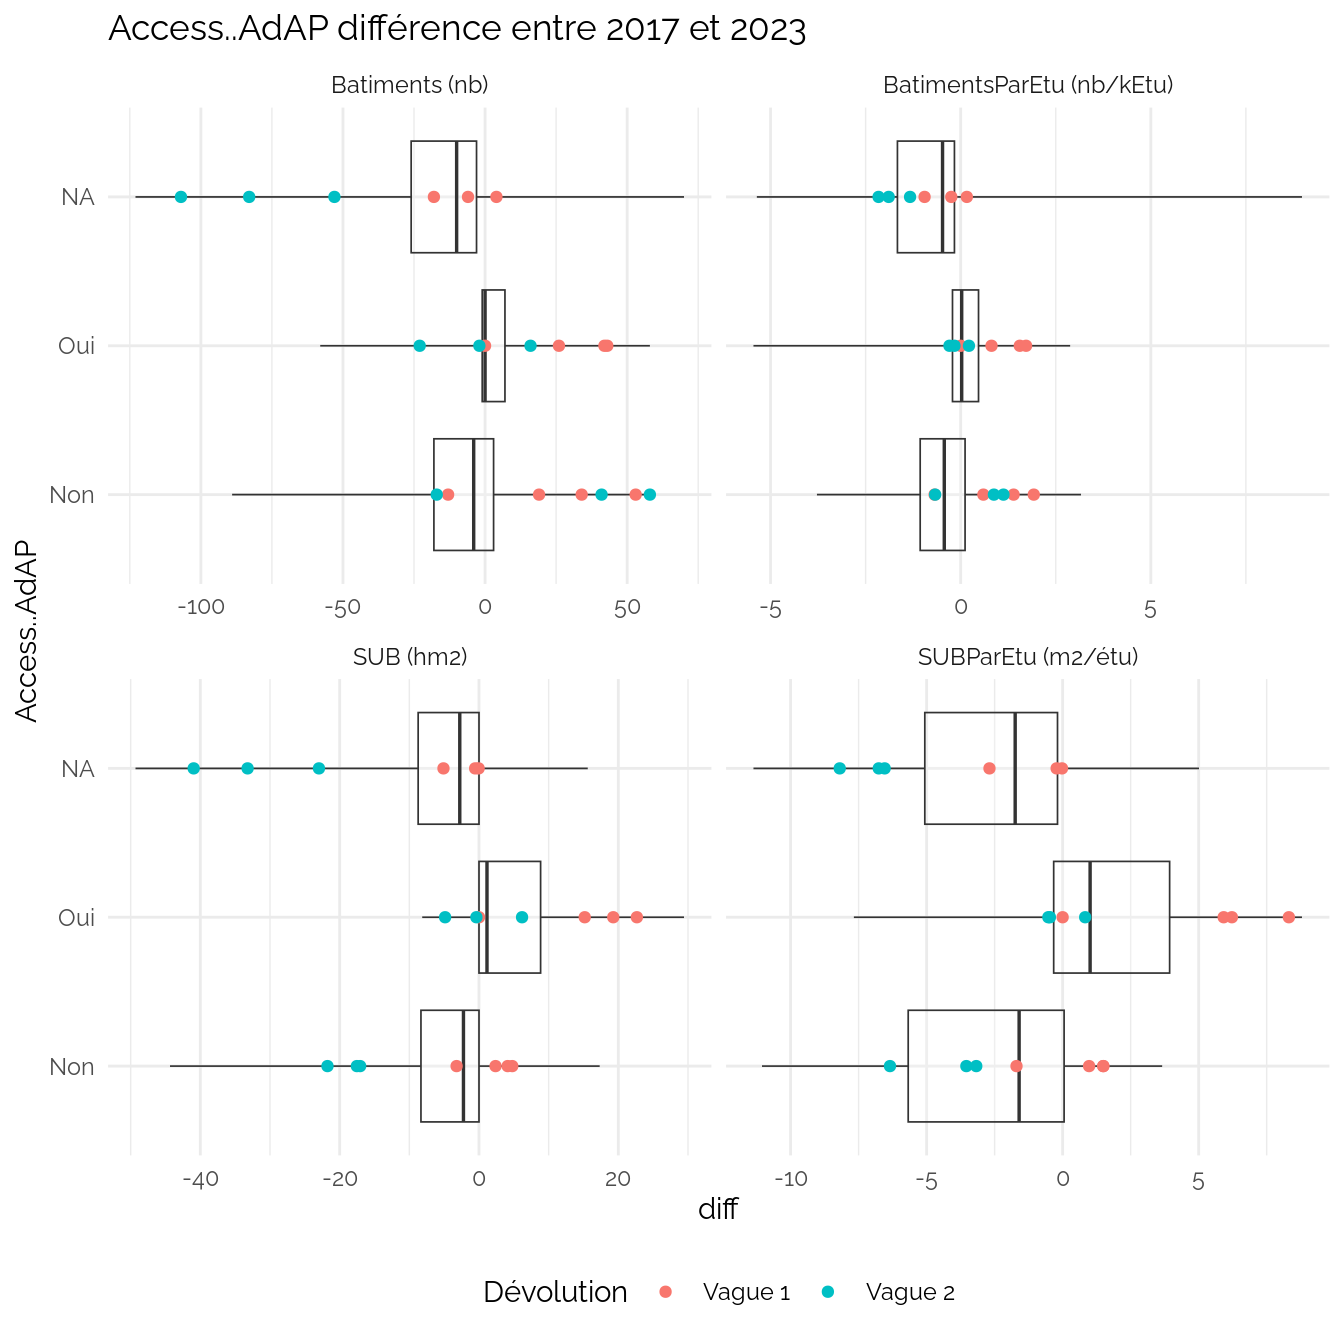 Access..AdAP différence entre 2017 et 2023
Batiments (nb)
BatimentsParEtu (nb/kEtu)
NA
Oui
Non
-100 -50 0 50
-5 0 5
Access..AdAP
SUB (hm2)
SUBParEtu (m2/étu)
NA
Oui
Non
-40 -20 0 20
-10 -5 0 5
diff
Dévolution Vague 1 Vague 2